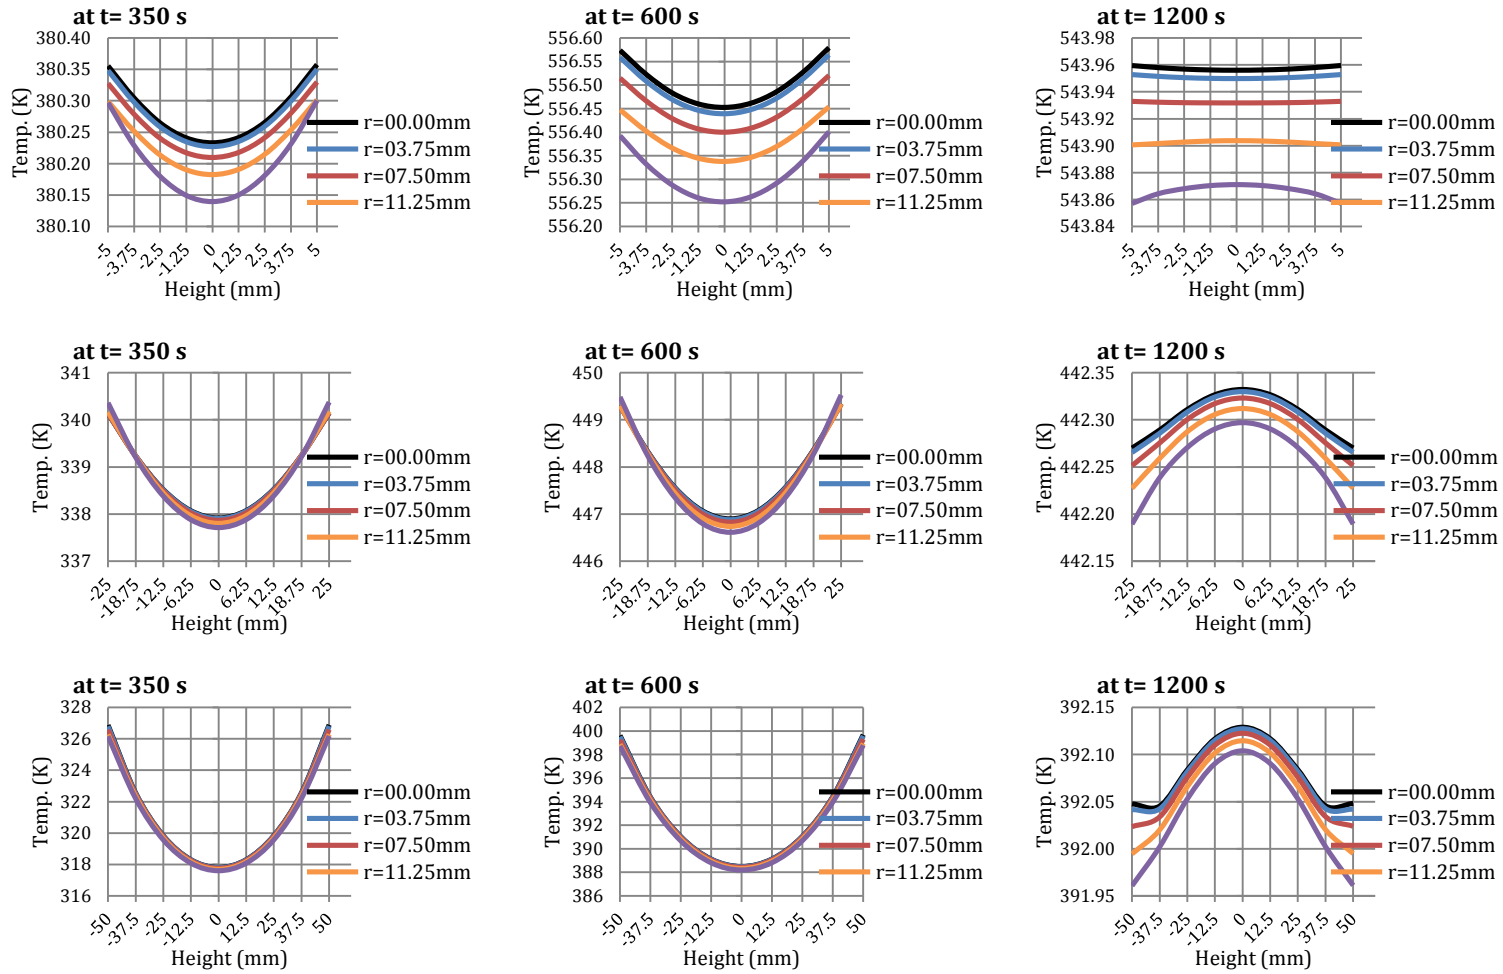 at t= 350 s
380.40
380.35
380.30
380.25
380.20
380.15
380.10
Temp. (K)
-5
-3.75
-2.5
-1.25
0
1.25
2.5
3.75
5
Height (mm)
r=00.00mm
r=03.75mm
r=07.50mm
r=11.25mm
at t= 600 s
556.60
556.55
556.50
556.45
556.40
556.35
556.30
556.25
556.20
Temp. (K)
-5
-3.75
-2.5
-1.25
0
1.25
2.5
3.75
5
Height (mm)
r=00.00mm
r=03.75mm
r=07.50mm
r=11.25mm
at t= 1200 s
543.98
543.96
543.94
543.92
543.90
543.88
543.86
543.84
Temp. (K)
-5
-3.75
-2.5
-1.25
0
1.25
2.5
3.75
5
Height (mm)
r=00.00mm
r=03.75mm
r=07.50mm
r=11.25mm
at t= 350 s
341
340
339
338
337
Temp. (K)
-25
-18.75
-12.5
-6.25
0
6.25
12.5
18.75
25
Height (mm)
r=00.00mm
r=03.75mm
r=07.50mm
r=11.25mm
at t= 600 s
450
449
448
447
446
Temp. (K)
-25
-18.75
-12.5
-6.25
0
6.25
12.5
18.75
25
Height (mm)
r=00.00mm
r=03.75mm
r=07.50mm
r=11.25mm
at t= 1200 s
442.35
442.30
442.25
442.20
442.15
Temp. (K)
-25
-18.75
-12.5
-6.25
0
6.25
12.5
18.75
25
Height (mm)
r=00.00mm
r=03.75mm
r=07.50mm
r=11.25mm
at t= 350 s
328
326
324
322
320
318
316
Temp. (K)
-50
-37.5
-25
-12.5
0
12.5
25
37.5
50
Height (mm)
r=00.00mm
r=03.75mm
r=07.50mm
r=11.25mm
at t= 600 s
402
400
398
396
394
392
390
388
386
Temp. (K)
-50
-37.5
-25
-12.5
0
12.5
25
37.5
50
Height (mm)
r=00.00mm
r=03.75mm
r=07.50mm
r=11.25mm
at t= 1200 s
392.15
392.10
392.05
392.00
391.95
Temp. (K)
-50
-37.5
-25
-12.5
0
12.5
25
37.5
50
Height (mm)
r=00.00mm
r=03.75mm
r=07.50mm
r=11.25mm